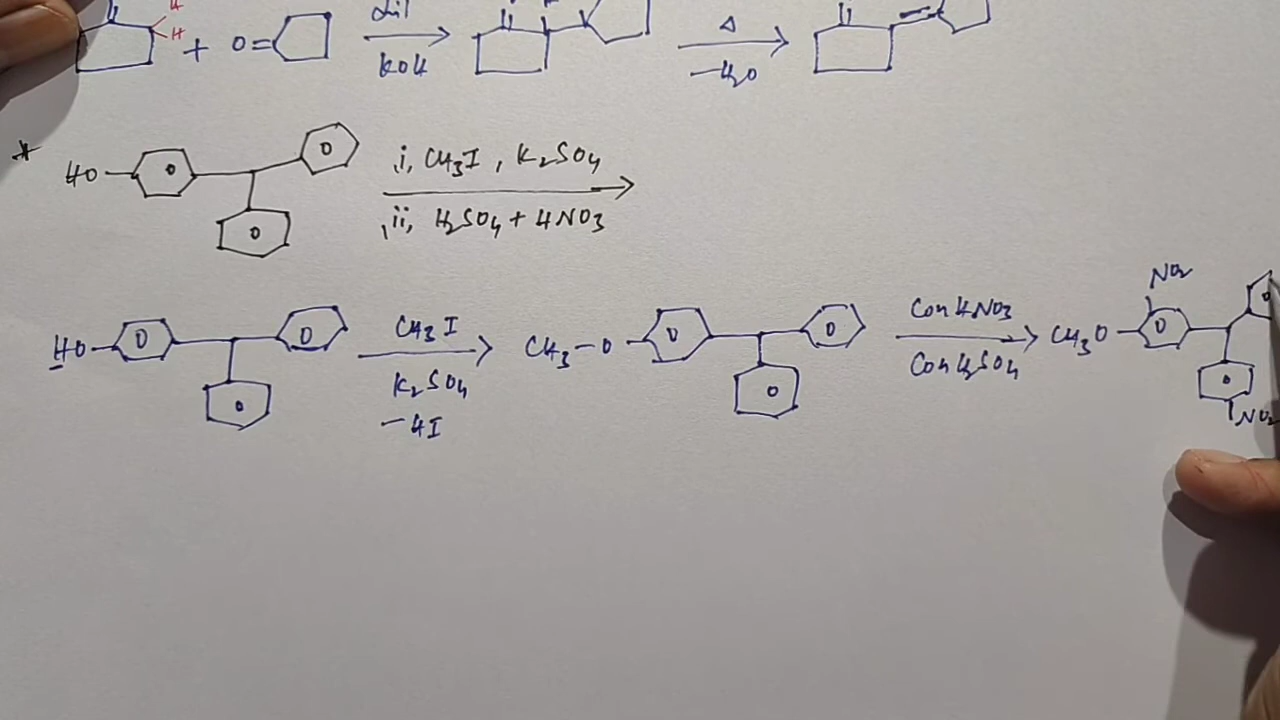 H
H
+ O= dil KOH Δ -H2O
* HO i, CH3I, K2SO4
ii, H2SO4 + HNO3
HO CH3I K2SO4 -HI CH3-O Con HNO3 Con H2SO4 CH3O NO2 NO2